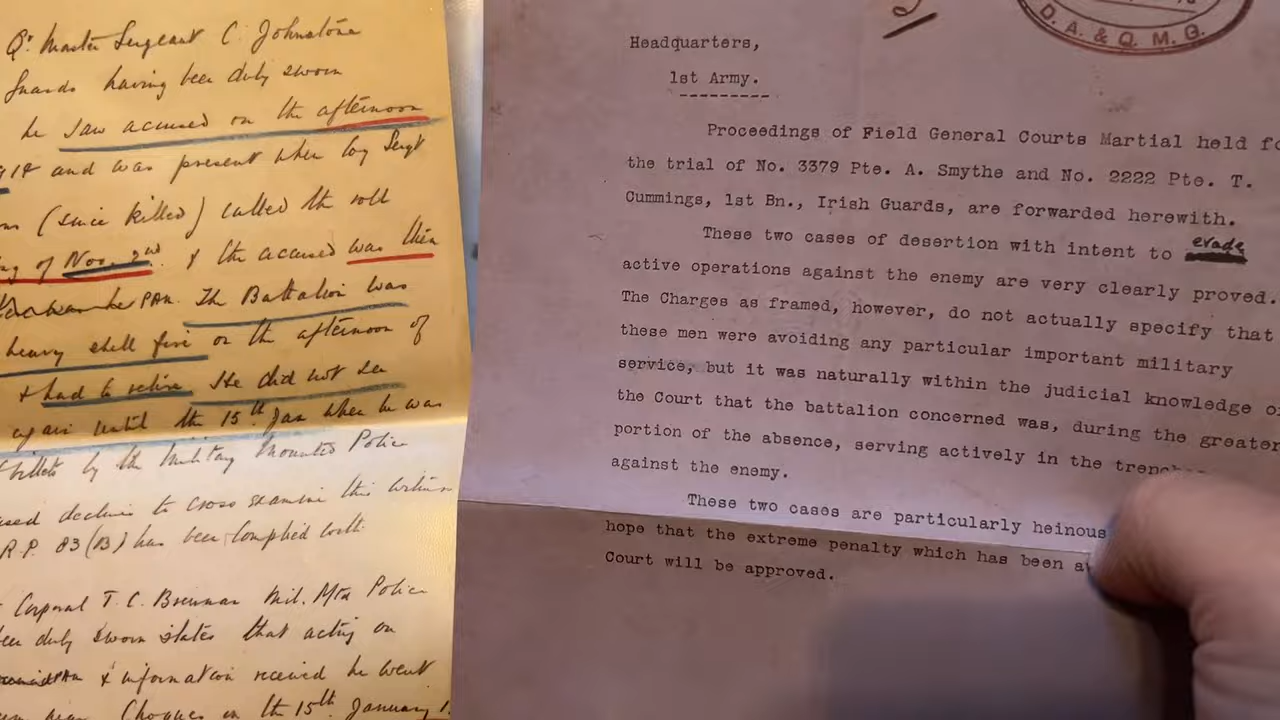 Qr Master Sergeant C. Johnstone
Guards having been duly sworn
he saw accused on the afternoon
and was present when Coy Sergt
(since killed) called the roll
of Nov. 2nd & the accused was then
The Battalion was
heavy shell fire on the afternoon of
& had to retire. He did not see
again until the 15th Jan when he was
billets by the Military Mounted Police
declines to cross examine this witness
R.P. 83 (B) has been complied with
Corporal T. C. Brennan Mil. Mtd Police
duly sworn states that acting on
& information received he went
Choques on the 15th January 1
D. A. & Q. M. G.
Headquarters,
1st Army.
Proceedings of Field General Courts Martial held fo
the trial of No. 3379 Pte. A. Smythe and No. 2222 Pte. T.
Cummings, 1st Bn., Irish Guards, are forwarded herewith.
These two cases of desertion with intent to evade
active operations against the enemy are very clearly proved.
The Charges as framed, however, do not actually specify that
these men were avoiding any particular important military
service, but it was naturally within the judicial knowledge of
the Court that the battalion concerned was, during the greater
portion of the absence, serving actively in the trench
against the enemy.
These two cases are particularly heinous
hope that the extreme penalty which has been a
Court will be approved.